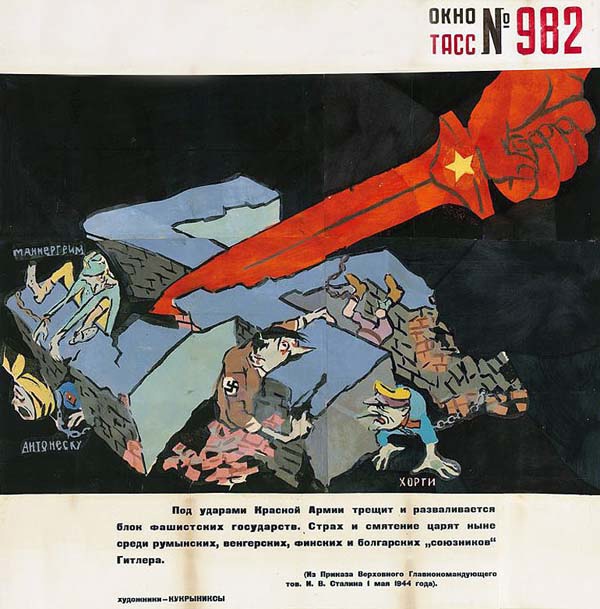 ОКНО
ТАСС № 982
МАННЕРГЕЙМ
АНТОНЕСКУ
ХОРТИ
Под ударами Красной Армии трещит и разваливается
блок фашистских государств. Страх и смятение царят ныне
среди румынских, венгерских, финских и болгарских „союзников“
Гитлера.
(Из Приказа Верховного Главнокомандующего
тов. И. В. Сталина 1 мая 1944 года).
художники—КУКРЫНИКСЫ